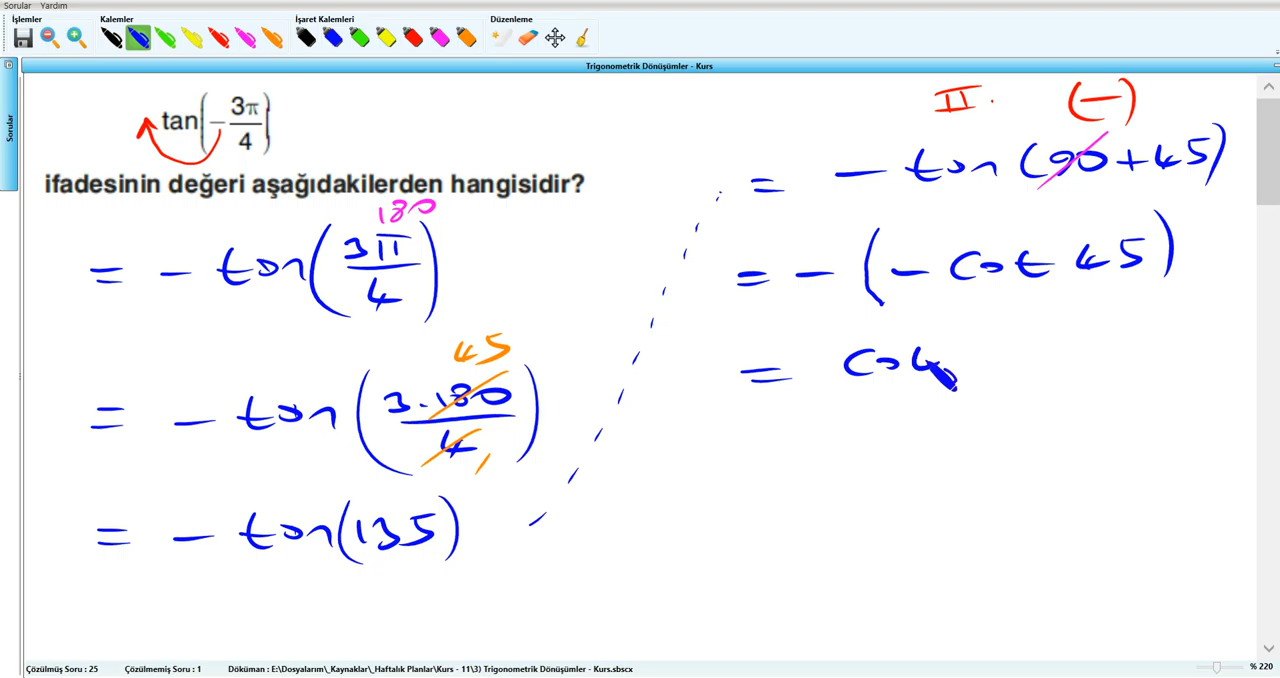 Sorular Yardım
İşlemler Kalemler İşaret Kalemleri Düzenleme
Trigonometrik Dönüşümler - Kurs
Sorular
tan(-3π/4)
ifadesinin değeri aşağıdakilerden hangisidir?
180
= - tan(3π/4)
45
= - tan(3.180/4)
1
= - tan(135)
II. (-)
= - tan(90+45)
= - (- cot 45)
= cot
Çözülmüş Soru : 25 Çözülmemiş Soru : 1 Döküman : E:\Dosyalarım\_Kaynaklar\_Haftalık Planlar\Kurs - 11\3) Trigonometrik Dönüşümler - Kurs.sbscx % 220